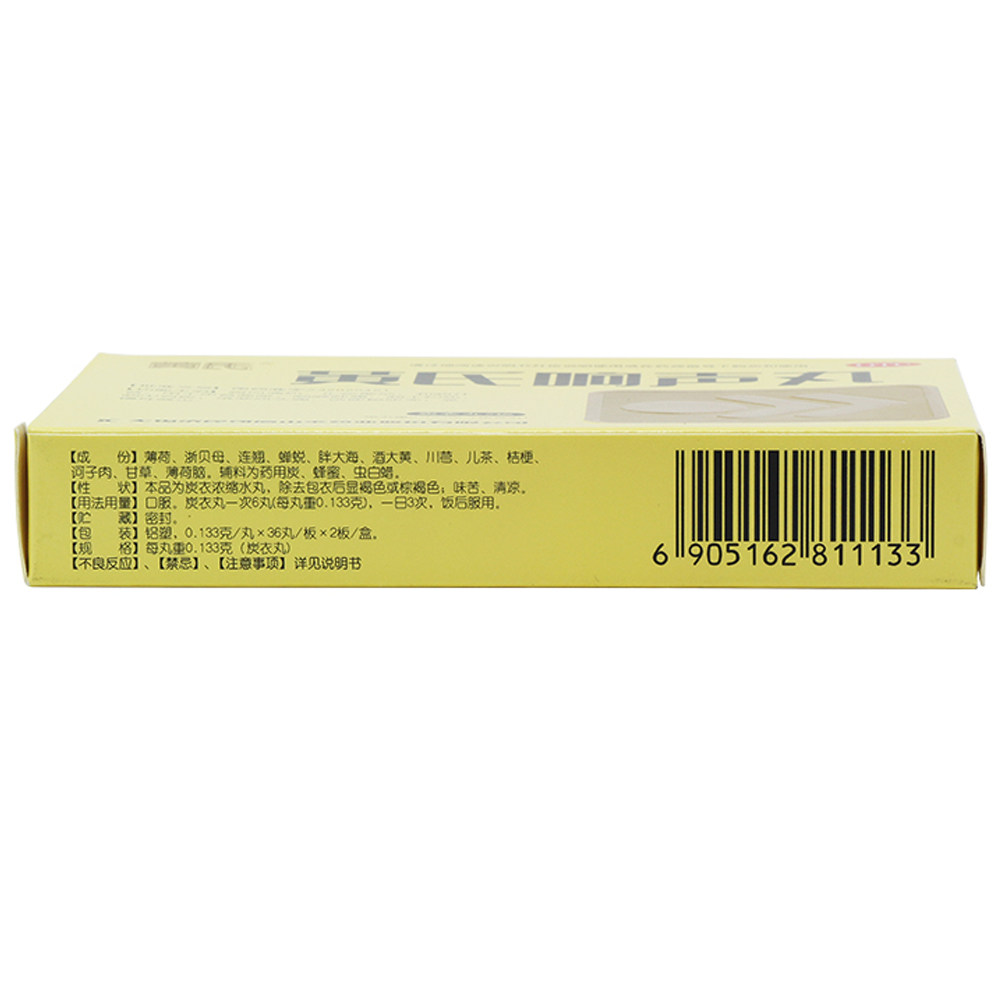 黄氏响声丸
【成 份】薄荷、浙贝母、连翘、蝉蜕、胖大海、酒大黄、川芎、儿茶、桔梗、
诃子肉、甘草、薄荷脑。辅料为药用炭、蜂蜜、虫白蜡。
【性 状】本品为炭衣浓缩水丸，除去包衣后显褐色或棕褐色；味苦、清凉。
【用法用量】口服。炭衣丸一次6丸(每丸重0.133克)，一日3次，饭后服用。
【贮 藏】密封。
【包 装】铝塑，0.133克/丸×36丸/板×2板/盒。
【规 格】每丸重0.133克（炭衣丸）
【不良反应】、【禁忌】、【注意事项】详见说明书
6 905162 811133